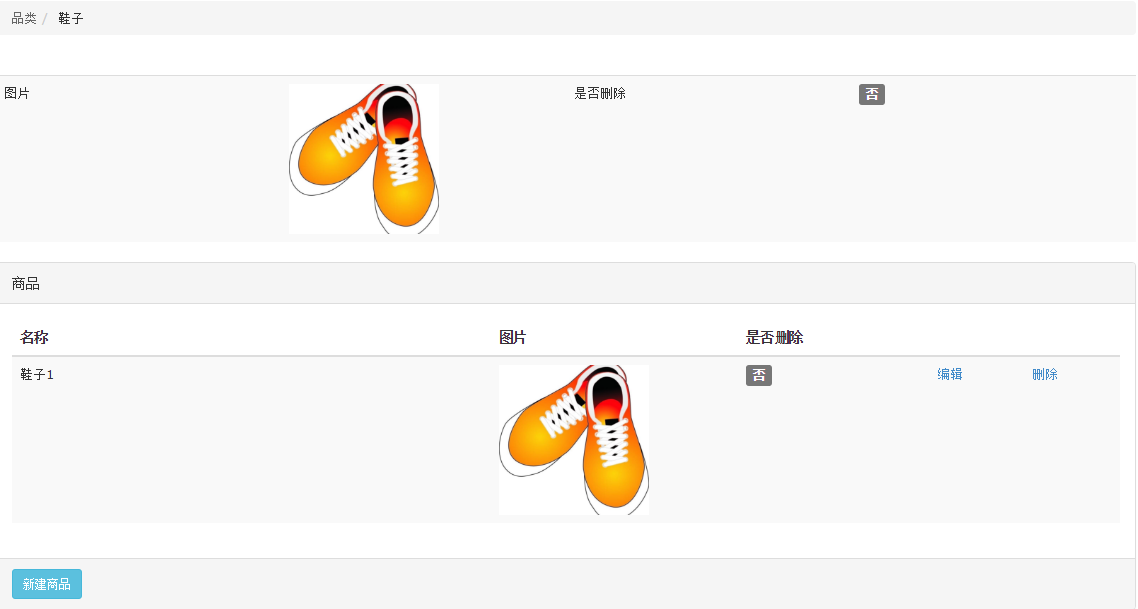 品类 / 鞋子
图片 是否删除 否
商品
名称 图片 是否删除
鞋子1 否 编辑 删除
新建商品